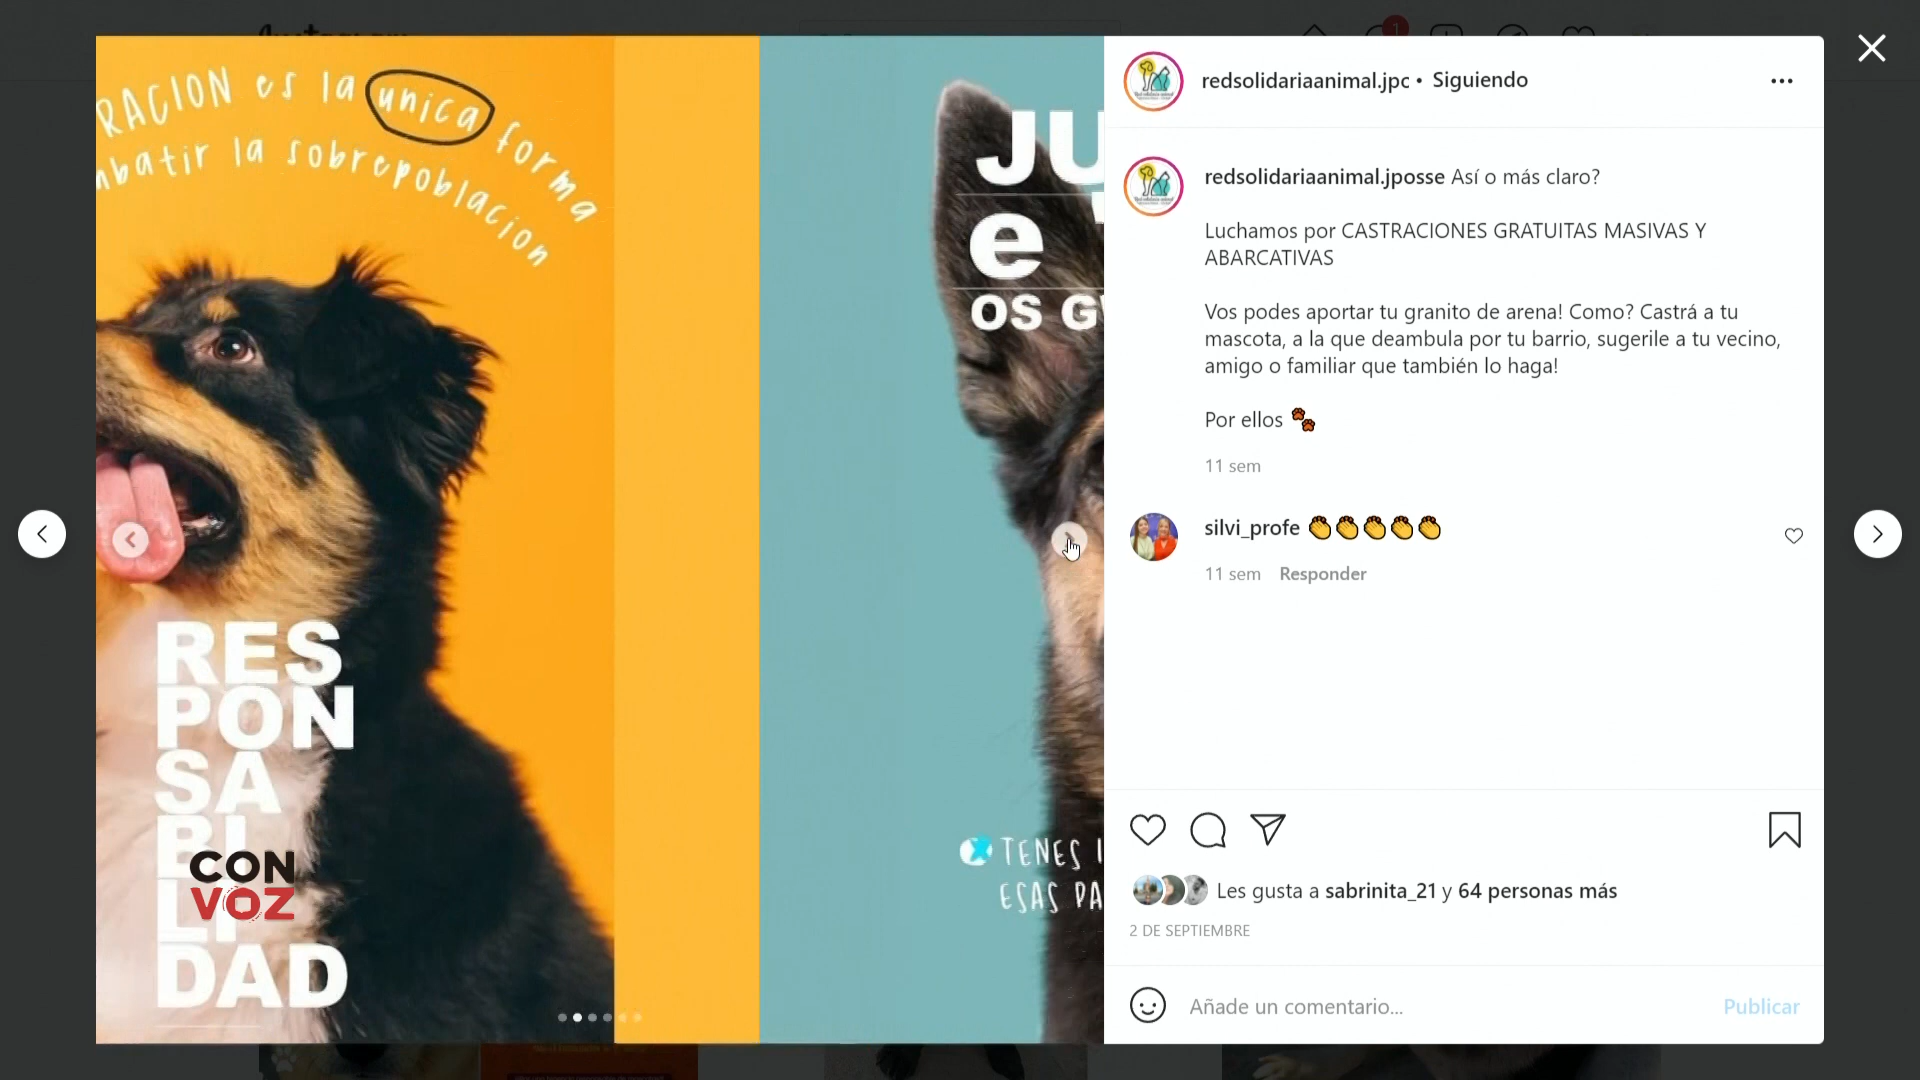 RACION es la unica forma
mbatir la sobrepoblacion
RES
PON
SA
BI
LI
DAD
CON
VOZ
JU
e
OS G
TENES
ESAS PA
redsolidariaanimal.jpc • Siguiendo
redsolidariaanimal.jposse Así o más claro?
Luchamos por CASTRACIONES GRATUITAS MASIVAS Y
ABARCATIVAS
Vos podes aportar tu granito de arena! Como? Castrá a tu
mascota, a la que deambula por tu barrio, sugerile a tu vecino,
amigo o familiar que también lo haga!
Por ellos 🐾
11 sem
silvi_profe 👏👏👏👏👏
11 sem Responder
Les gusta a sabrinita_21 y 64 personas más
2 DE SEPTIEMBRE
Añade un comentario... Publicar